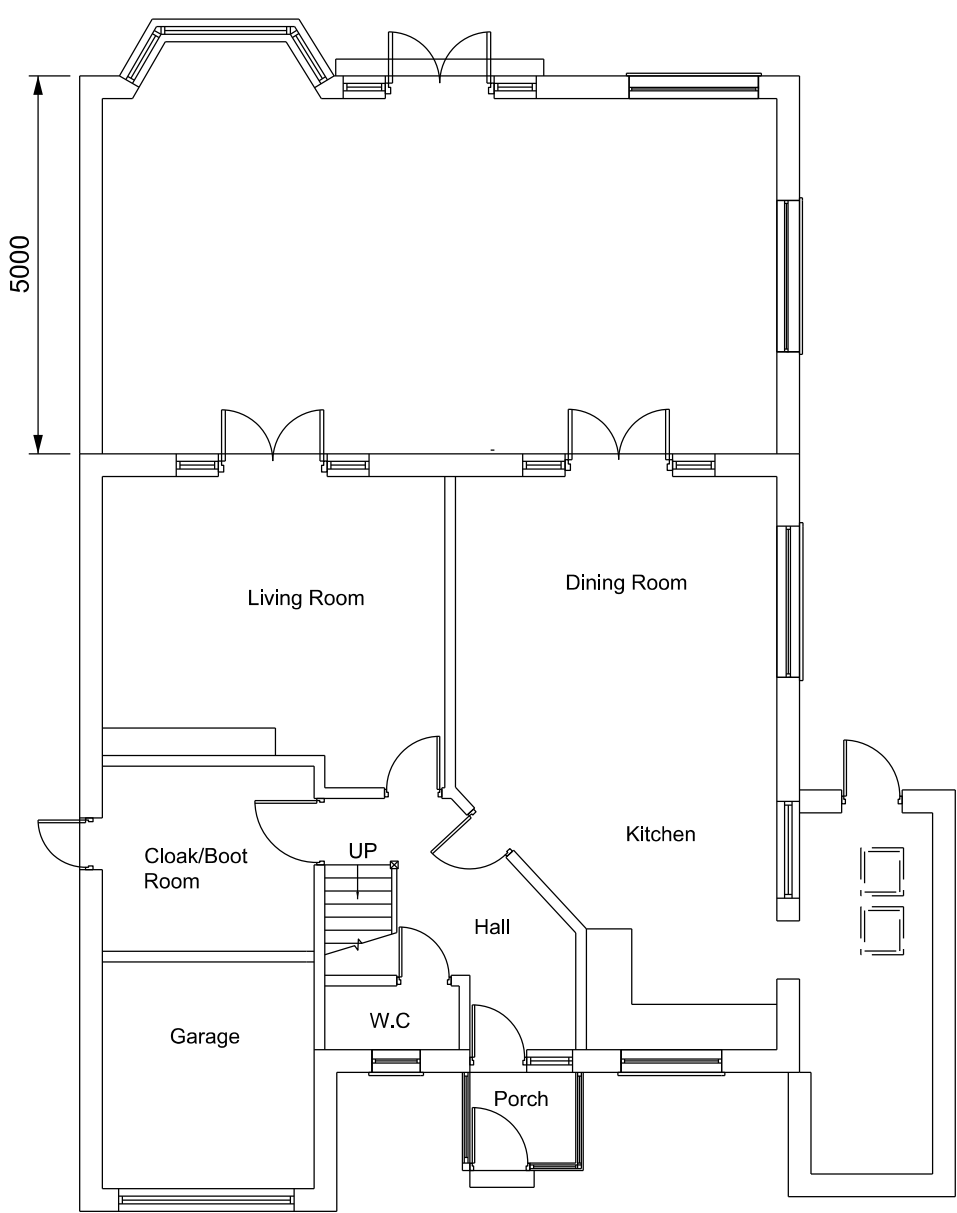 5000
Living Room
Dining Room
Kitchen
Cloak/Boot
Room
UP
Hall
W.C
Garage
Porch